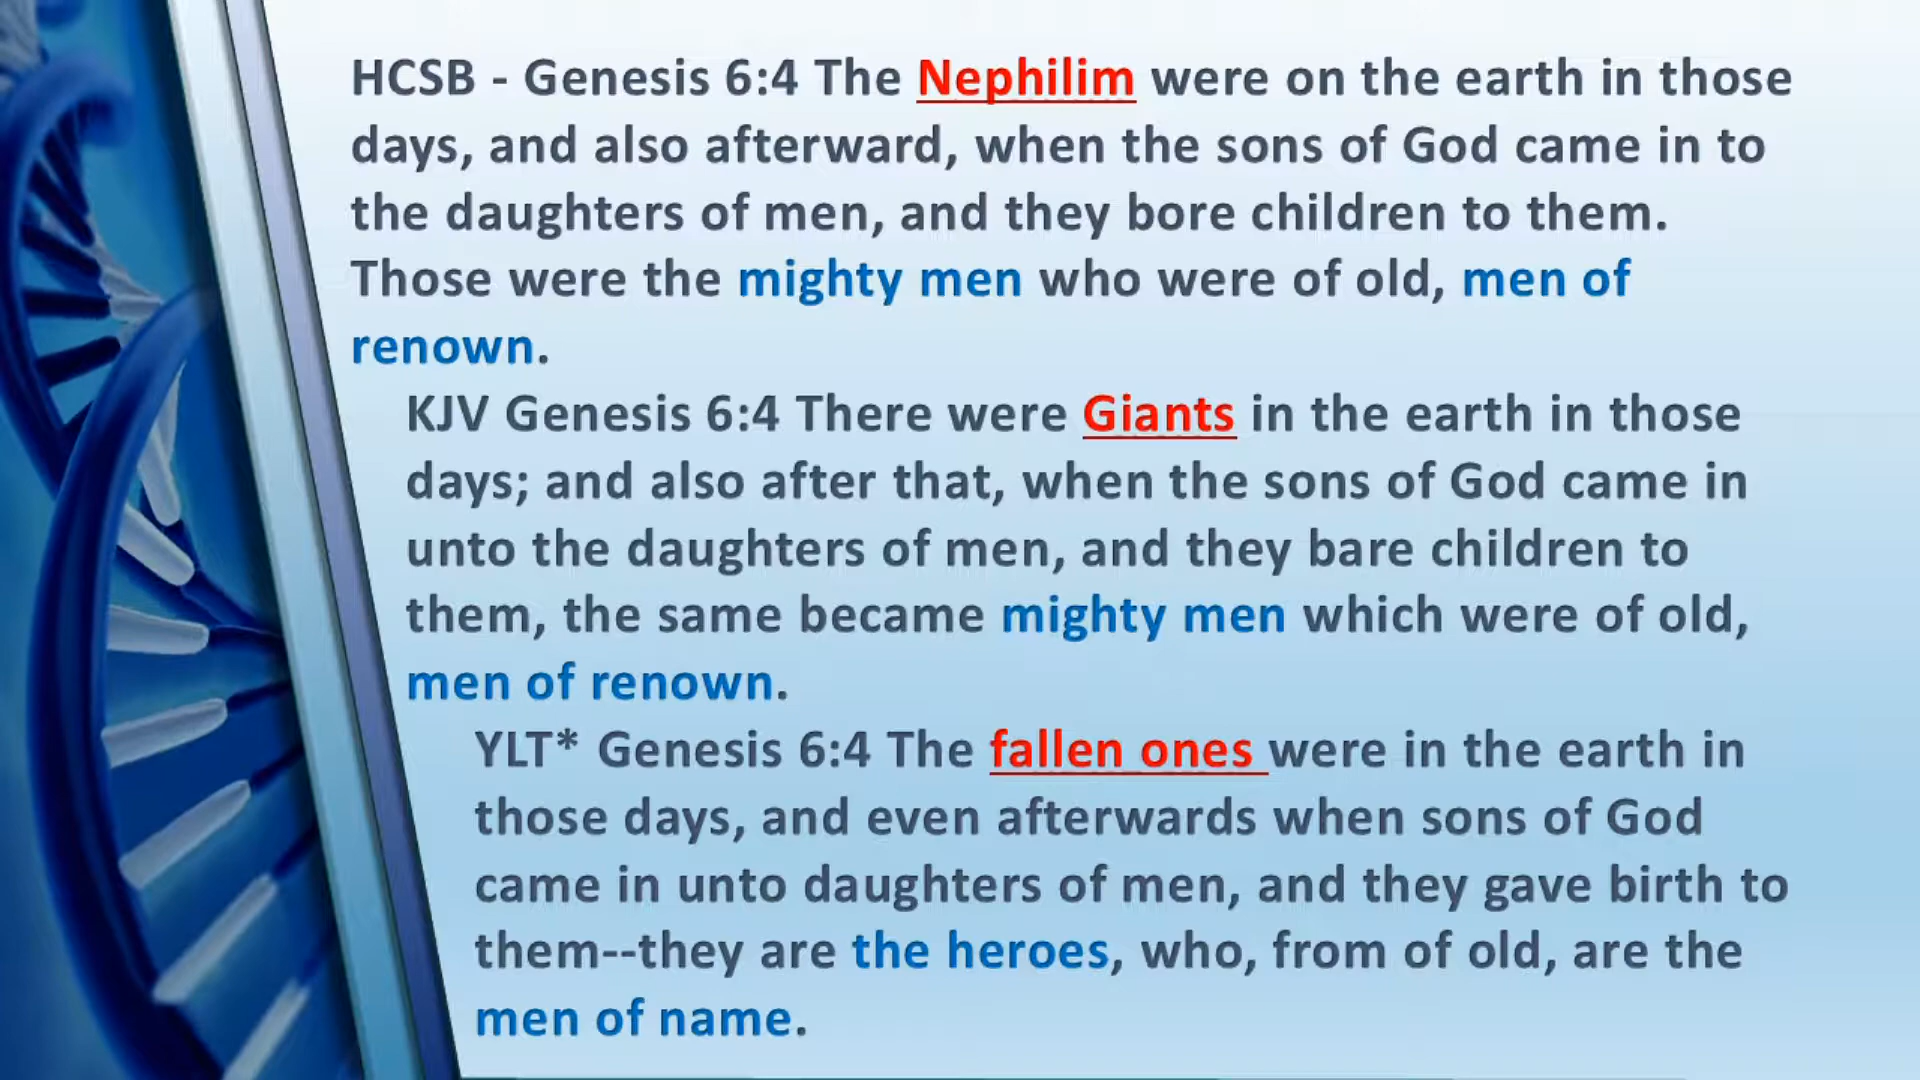 HCSB - Genesis 6:4 The Nephilim were on the earth in those
days, and also afterward, when the sons of God came in to
the daughters of men, and they bore children to them.
Those were the mighty men who were of old, men of
renown.
KJV Genesis 6:4 There were Giants in the earth in those
days; and also after that, when the sons of God came in
unto the daughters of men, and they bare children to
them, the same became mighty men which were of old,
men of renown.
YLT* Genesis 6:4 The fallen ones were in the earth in
those days, and even afterwards when sons of God
came in unto daughters of men, and they gave birth to
them--they are the heroes, who, from of old, are the
men of name.